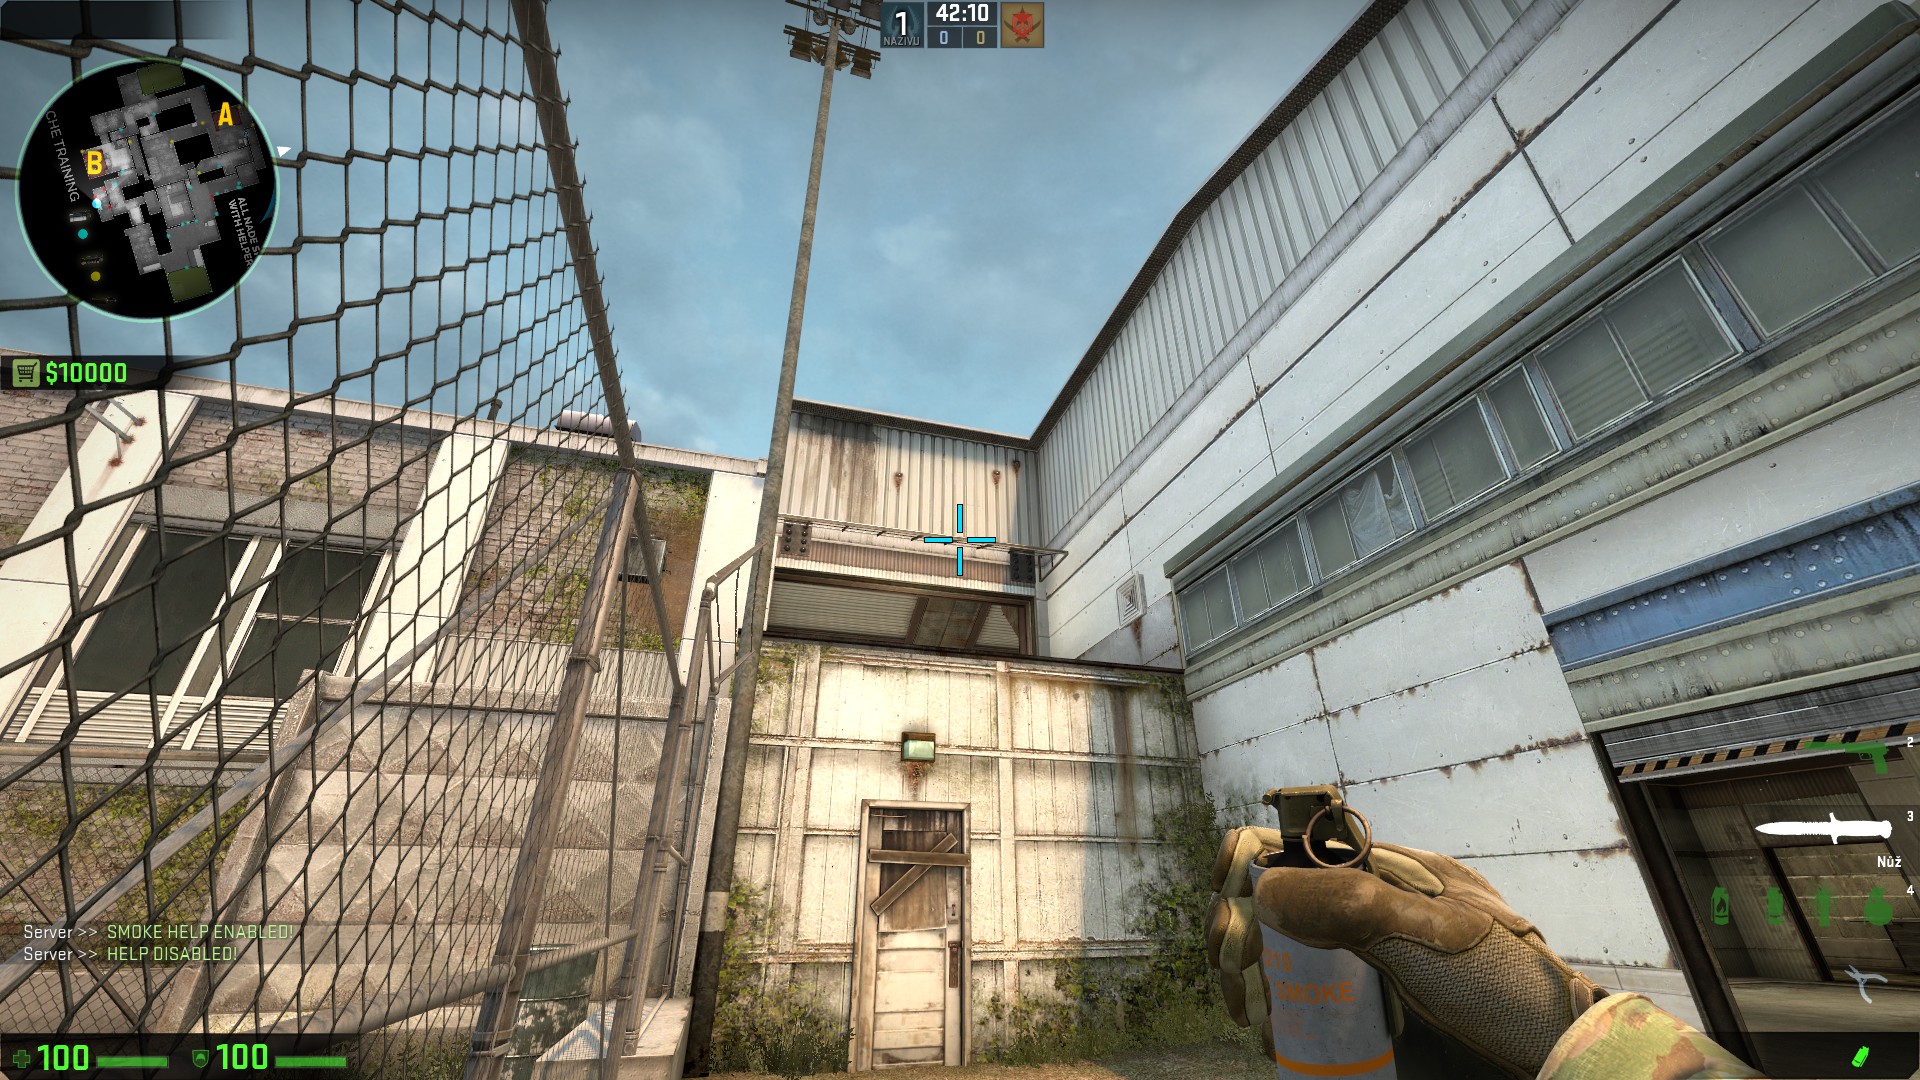 1
NAŽIVU
42:10
0 0
A
B
CHE TRAINING
ALL NADE S
WITH HELPER
$10000
2
3
Nůž
4
SMOKE
Server >> SMOKE HELP ENABLED!
Server >> HELP DISABLED!
100 100